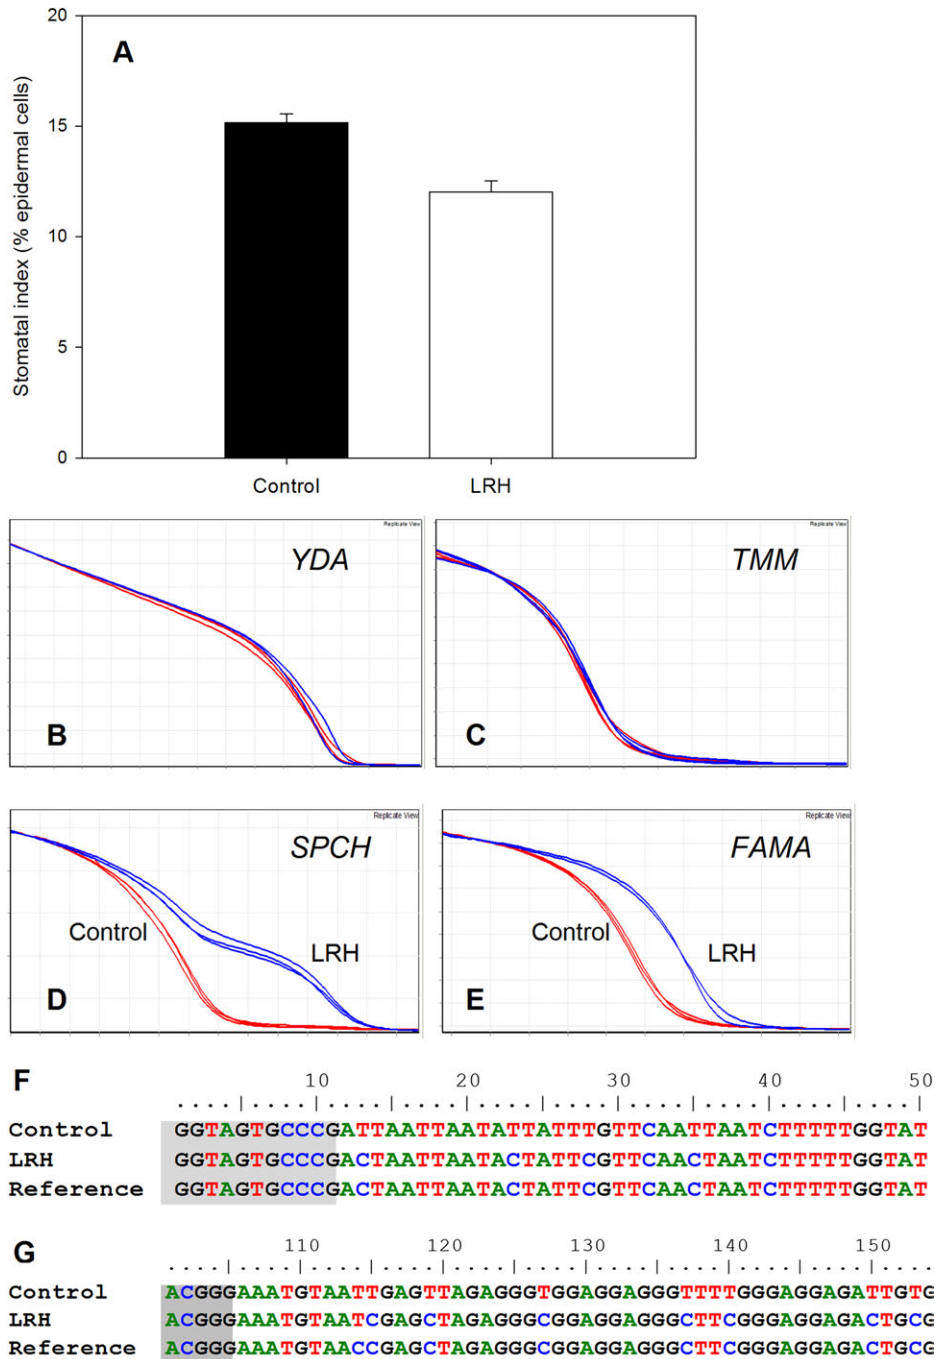 20
15
10
5
0
A
Stomatal index (% epidermal cells)
Control
LRH
Replicate View
YDA
B
Replicate View
TMM
C
Replicate View
SPCH
Control
LRH
D
Replicate View
FAMA
Control
LRH
E
F
10 20 30 40 50
Control GGTAGTGCCCGATTAATTAATATTATTTGTTCAATTAATCTTTTTGGTAT
LRH GGTAGTGCCCGACTAATTAATACTATTCGTTCAACTAATCTTTTTGGTAT
Reference GGTAGTGCCCGACTAATTAATACTATTCGTTCAACTAATCTTTTTGGTAT
G
110 120 130 140 150
Control ACGGGAAATGTAATTGAGTTAGAGGGTGGAGGAGGGTTTTGGGAGGAGATTGTG
LRH ACGGGAAATGTAATCGAGCTAGAGGGCGGAGGAGGGCTTCGGGAGGAGACTGCG
Reference ACGGGAAATGTAACCGAGCTAGAGGGCGGAGGAGGGCTTCGGGAGGAGACTGCG